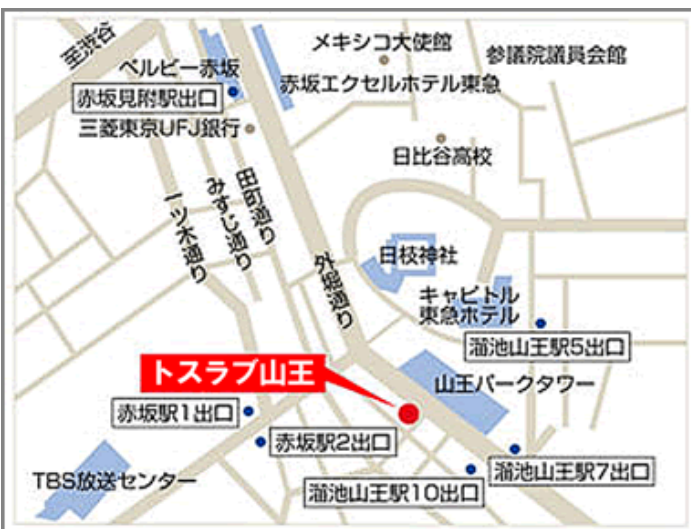 至渋谷
メキシコ大使館
参議院議員会館
ベルビー赤坂
赤坂エクセルホテル東急
赤坂見附駅出口
三菱東京UFJ銀行
日比谷高校
田町通り
みすじ通り
一ツ木通り
外堀通り
日枝神社
キャピトル
東急ホテル
溜池山王駅5出口
トスラブ山王
山王パークタワー
赤坂駅1出口
赤坂駅2出口
TBS放送センター
溜池山王駅7出口
溜池山王駅10出口